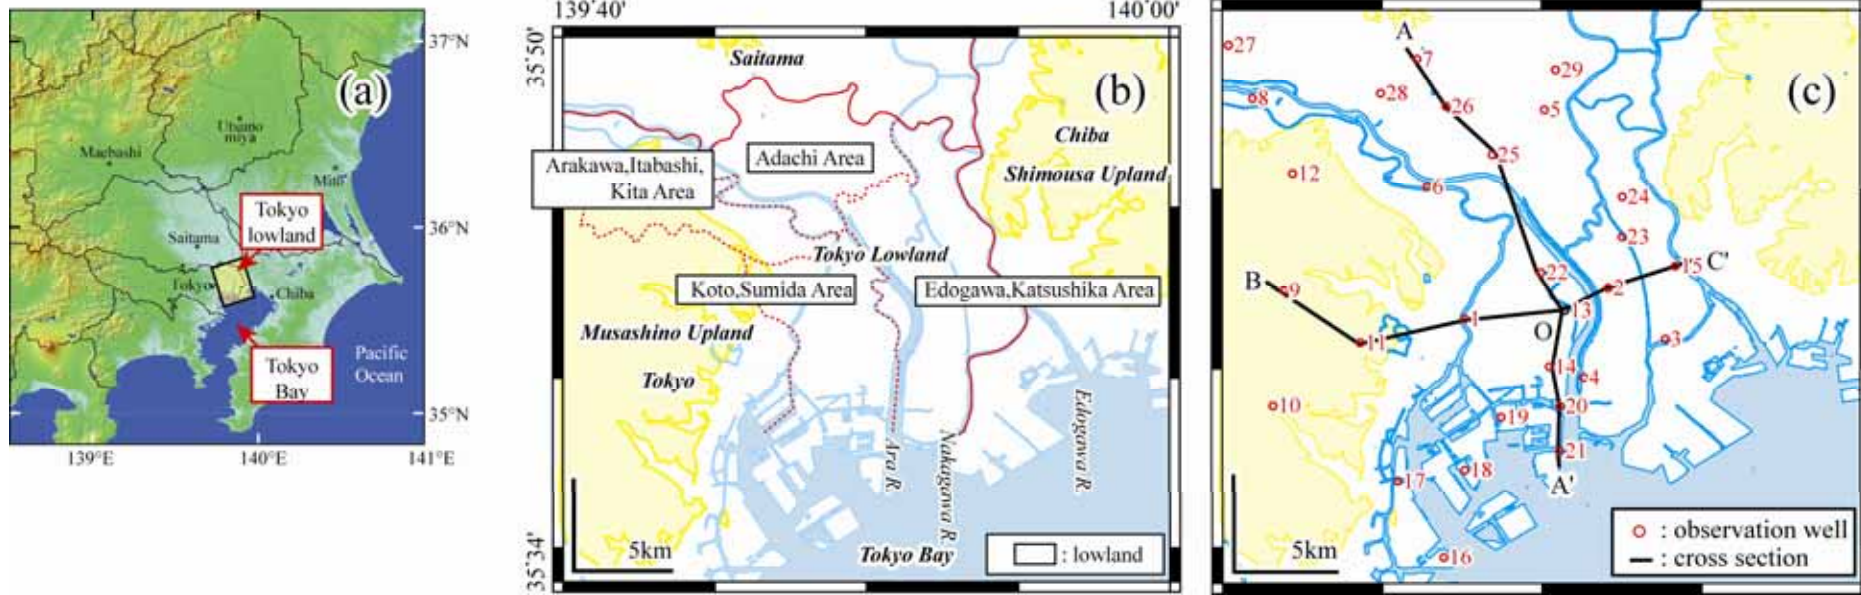 (a)
37°N
Utsuno
miya
Maebashi
Mito
Tokyo
lowland
36°N
Saitama
Tokyo
Chiba
Pacific
Ocean
Tokyo
Bay
35°N
139°E
140°E
141°E
139°40'
140°00'
35°50'
Saitama
(b)
Chiba
Adachi Area
Arakawa,Itabashi,
Kita Area
Shimousa Upland
Tokyo Lowland
Koto,Sumida Area
Edogawa,Katsushika Area
Musashino Upland
Tokyo
Ara R.
Nakagawa R.
Edogawa R.
35°34'
5km
Tokyo Bay
: lowland
A
27
7
29
(c)
8
28
26
5
25
12
6
24
23
22
15
C'
B
9
2
13
1
O
11
3
14
4
10
20
19
21
18
17
A'
16
5km
: observation well
: cross section